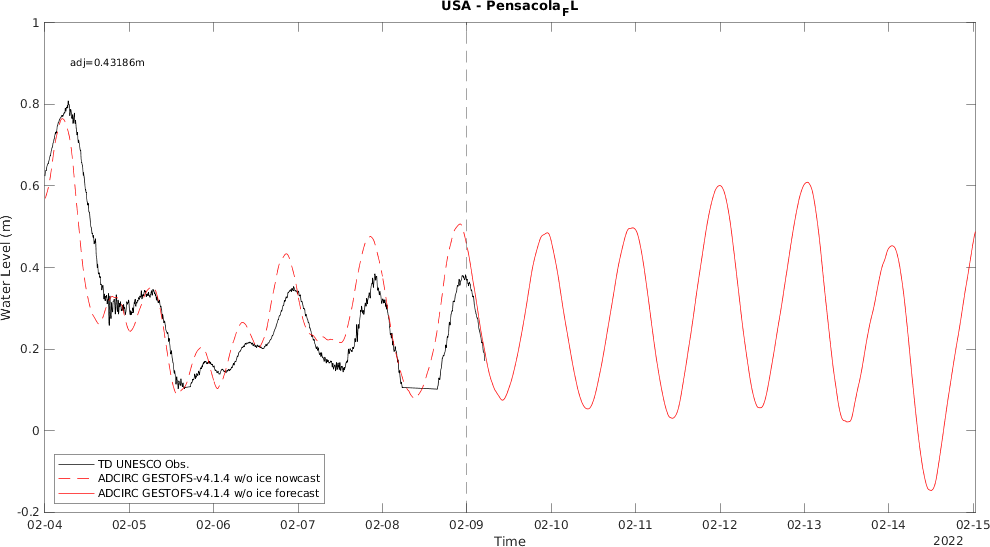 USA - Pensacola_FL
1
adj=0.43186m
0.8
0.6
0.4
0.2
0
-0.2
Water Level (m)
TD UNESCO Obs.
ADCIRC GESTOFS-v4.1.4 w/o ice nowcast
ADCIRC GESTOFS-v4.1.4 w/o ice forecast
02-04 02-05 02-06 02-07 02-08 02-09 02-10 02-11 02-12 02-13 02-14 02-15
Time
2022